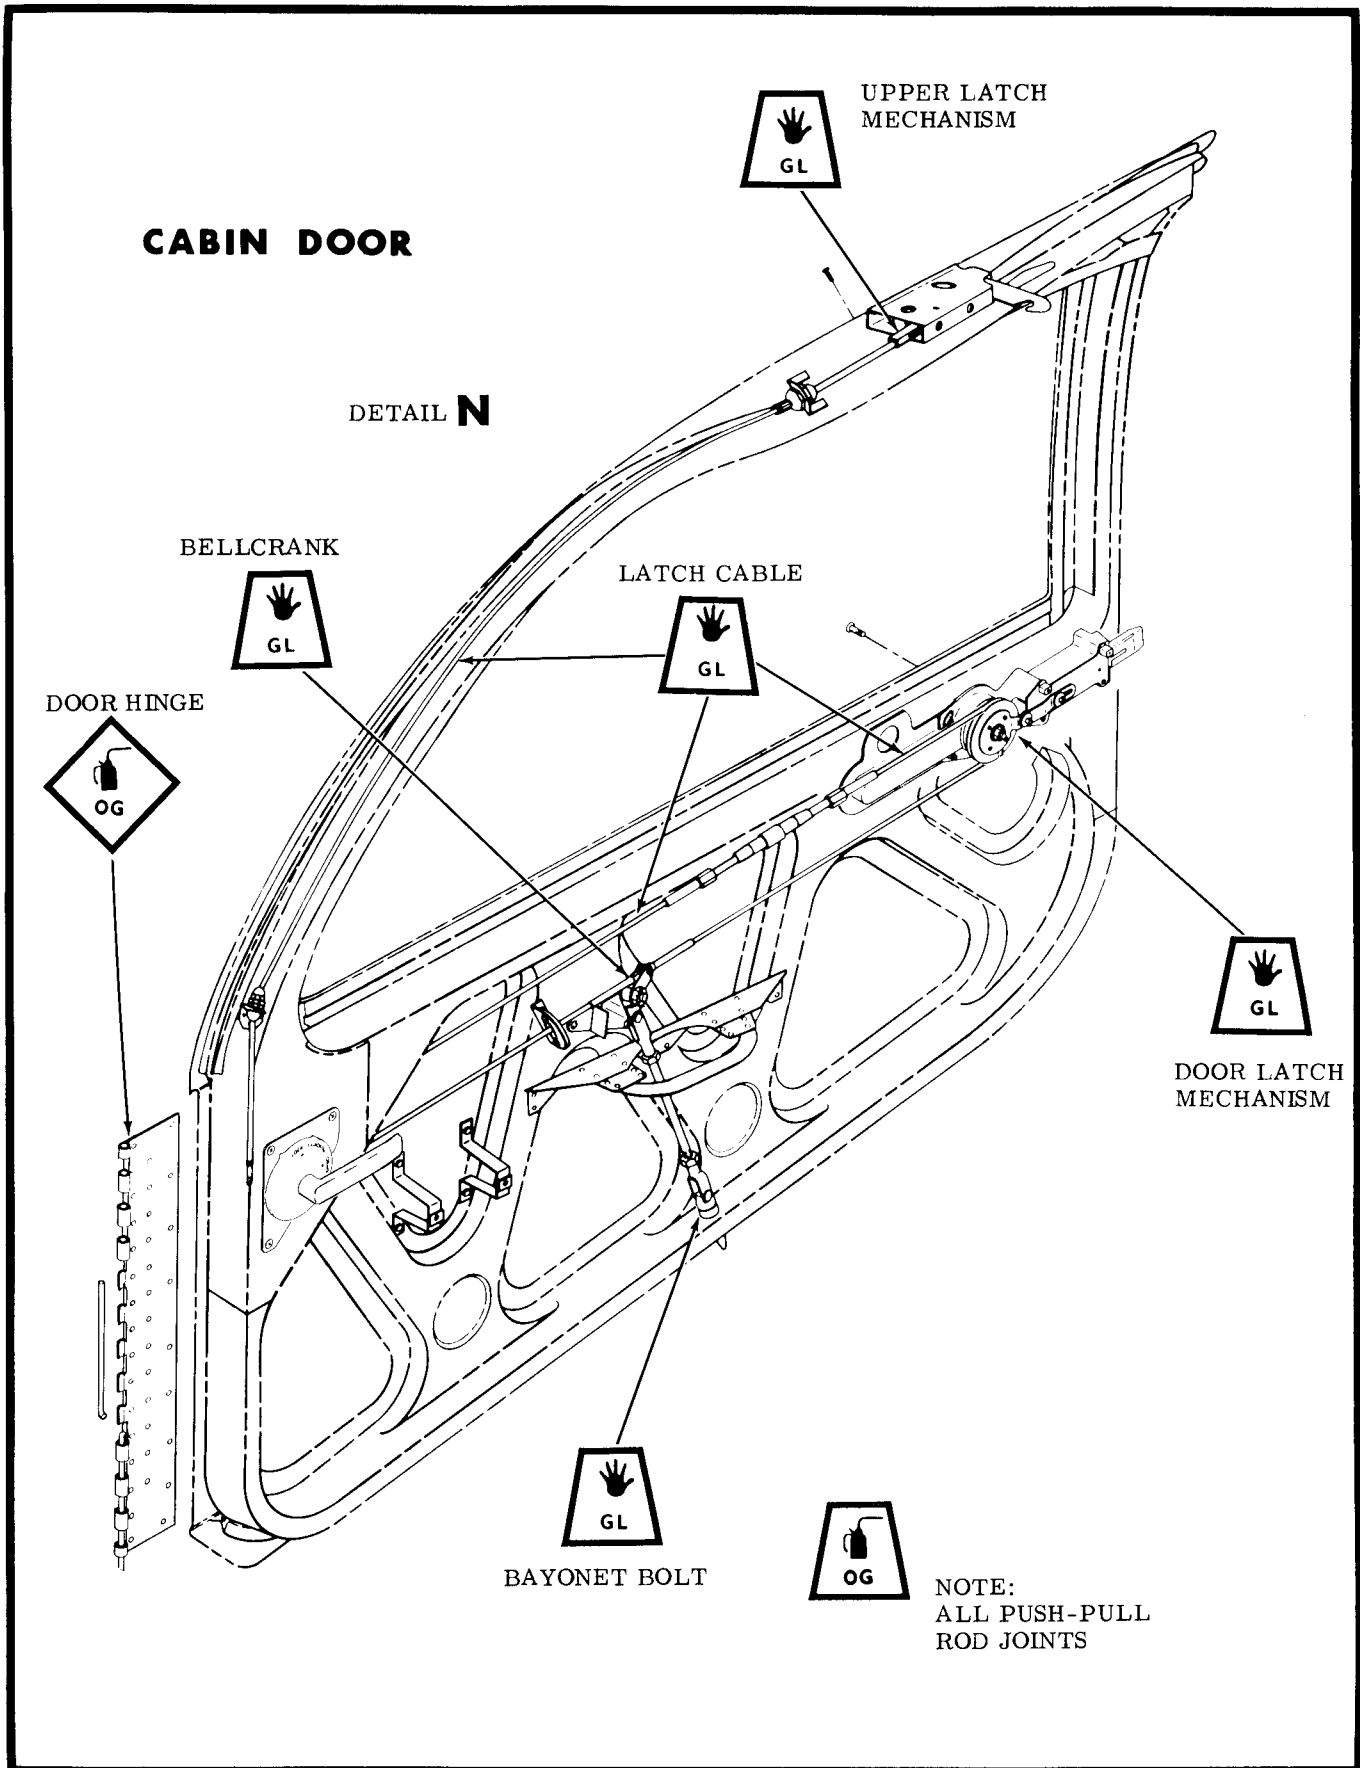 UPPER LATCH
MECHANISM
GL
CABIN DOOR
DETAIL N
BELLCRANK
GL
LATCH CABLE
GL
DOOR HINGE
OG
GL
DOOR LATCH
MECHANISM
GL
BAYONET BOLT
OG
NOTE:
ALL PUSH-PULL
ROD JOINTS